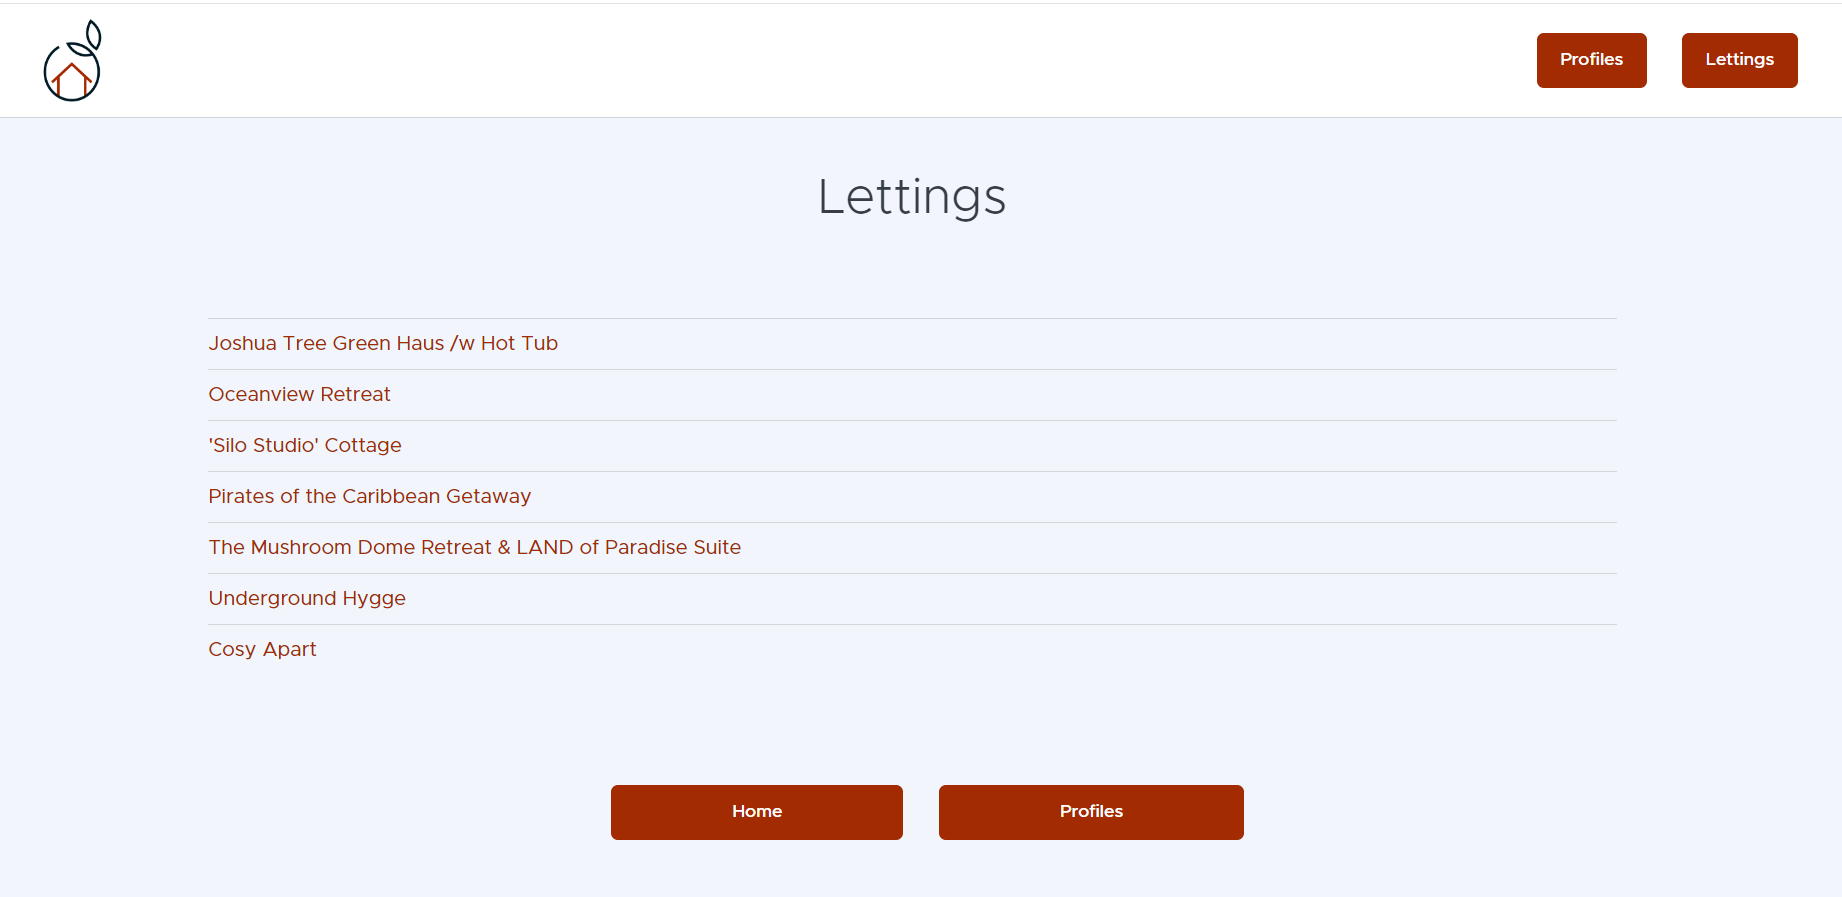 Profiles
Lettings
Lettings
Joshua Tree Green Haus /w Hot Tub
Oceanview Retreat
'Silo Studio' Cottage
Pirates of the Caribbean Getaway
The Mushroom Dome Retreat & LAND of Paradise Suite
Underground Hygge
Cosy Apart
Home
Profiles